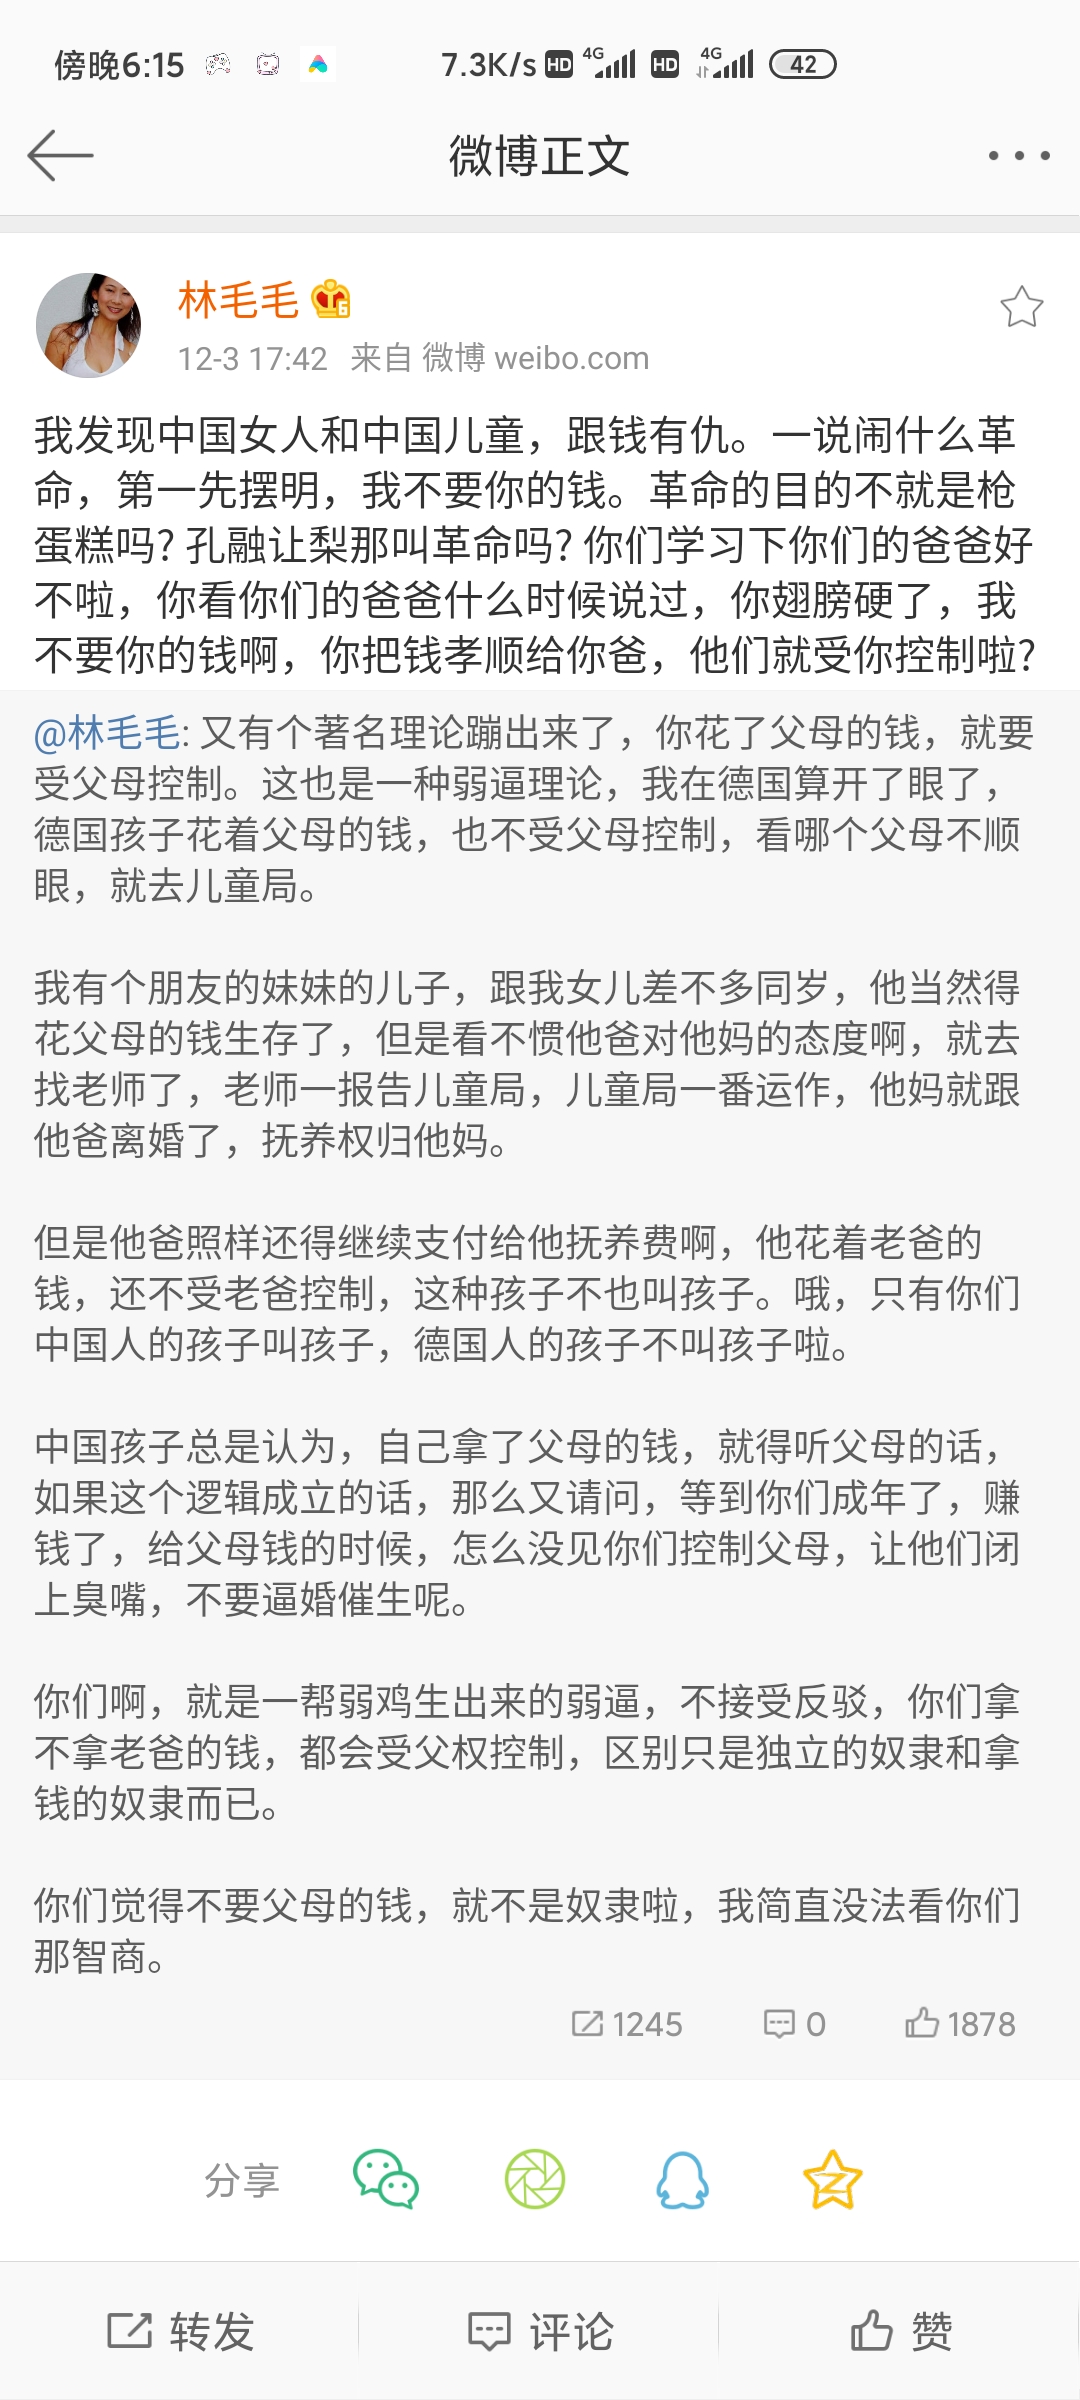 傍晚6:15
7.3K/s HD 4G HD 4G 42
微博正文
林毛毛
6
12-3 17:42 来自 微博 weibo.com
我发现中国女人和中国儿童，跟钱有仇。一说闹什么革
命，第一先摆明，我不要你的钱。革命的目的不就是枪
蛋糕吗? 孔融让梨那叫革命吗? 你们学习下你们的爸爸好
不啦，你看你们的爸爸什么时候说过，你翅膀硬了，我
不要你的钱啊，你把钱孝顺给你爸，他们就受你控制啦?
@林毛毛: 又有个著名理论蹦出来了，你花了父母的钱，就要
受父母控制。这也是一种弱逼理论，我在德国算开了眼了，
德国孩子花着父母的钱，也不受父母控制，看哪个父母不顺
眼，就去儿童局。
我有个朋友的妹妹的儿子，跟我女儿差不多同岁，他当然得
花父母的钱生存了，但是看不惯他爸对他妈的态度啊，就去
找老师了，老师一报告儿童局，儿童局一番运作，他妈就跟
他爸离婚了，抚养权归他妈。
但是他爸照样还得继续支付给他抚养费啊，他花着老爸的
钱，还不受老爸控制，这种孩子不也叫孩子。哦，只有你们
中国人的孩子叫孩子，德国人的孩子不叫孩子啦。
中国孩子总是认为，自己拿了父母的钱，就得听父母的话，
如果这个逻辑成立的话，那么又请问，等到你们成年了，赚
钱了，给父母钱的时候，怎么没见你们控制父母，让他们闭
上臭嘴，不要逼婚催生呢。
你们啊，就是一帮弱鸡生出来的弱逼，不接受反驳，你们拿
不拿老爸的钱，都会受父权控制，区别只是独立的奴隶和拿
钱的奴隶而已。
你们觉得不要父母的钱，就不是奴隶啦，我简直没法看你们
那智商。
1245 0 1878
分享
转发 评论 赞